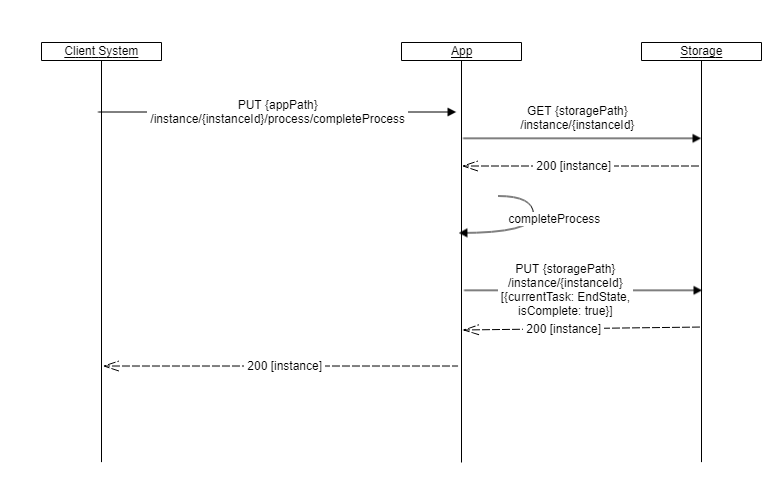 Client System
App
Storage
PUT {appPath}
/instance/{instanceId}/process/completeProcess
GET {storagePath}
/instance/{instanceId}
200 [instance]
completeProcess
PUT {storagePath}
/instance/{instanceId}
[{currentTask: EndState,
isComplete: true}]
200 [instance]
200 [instance]